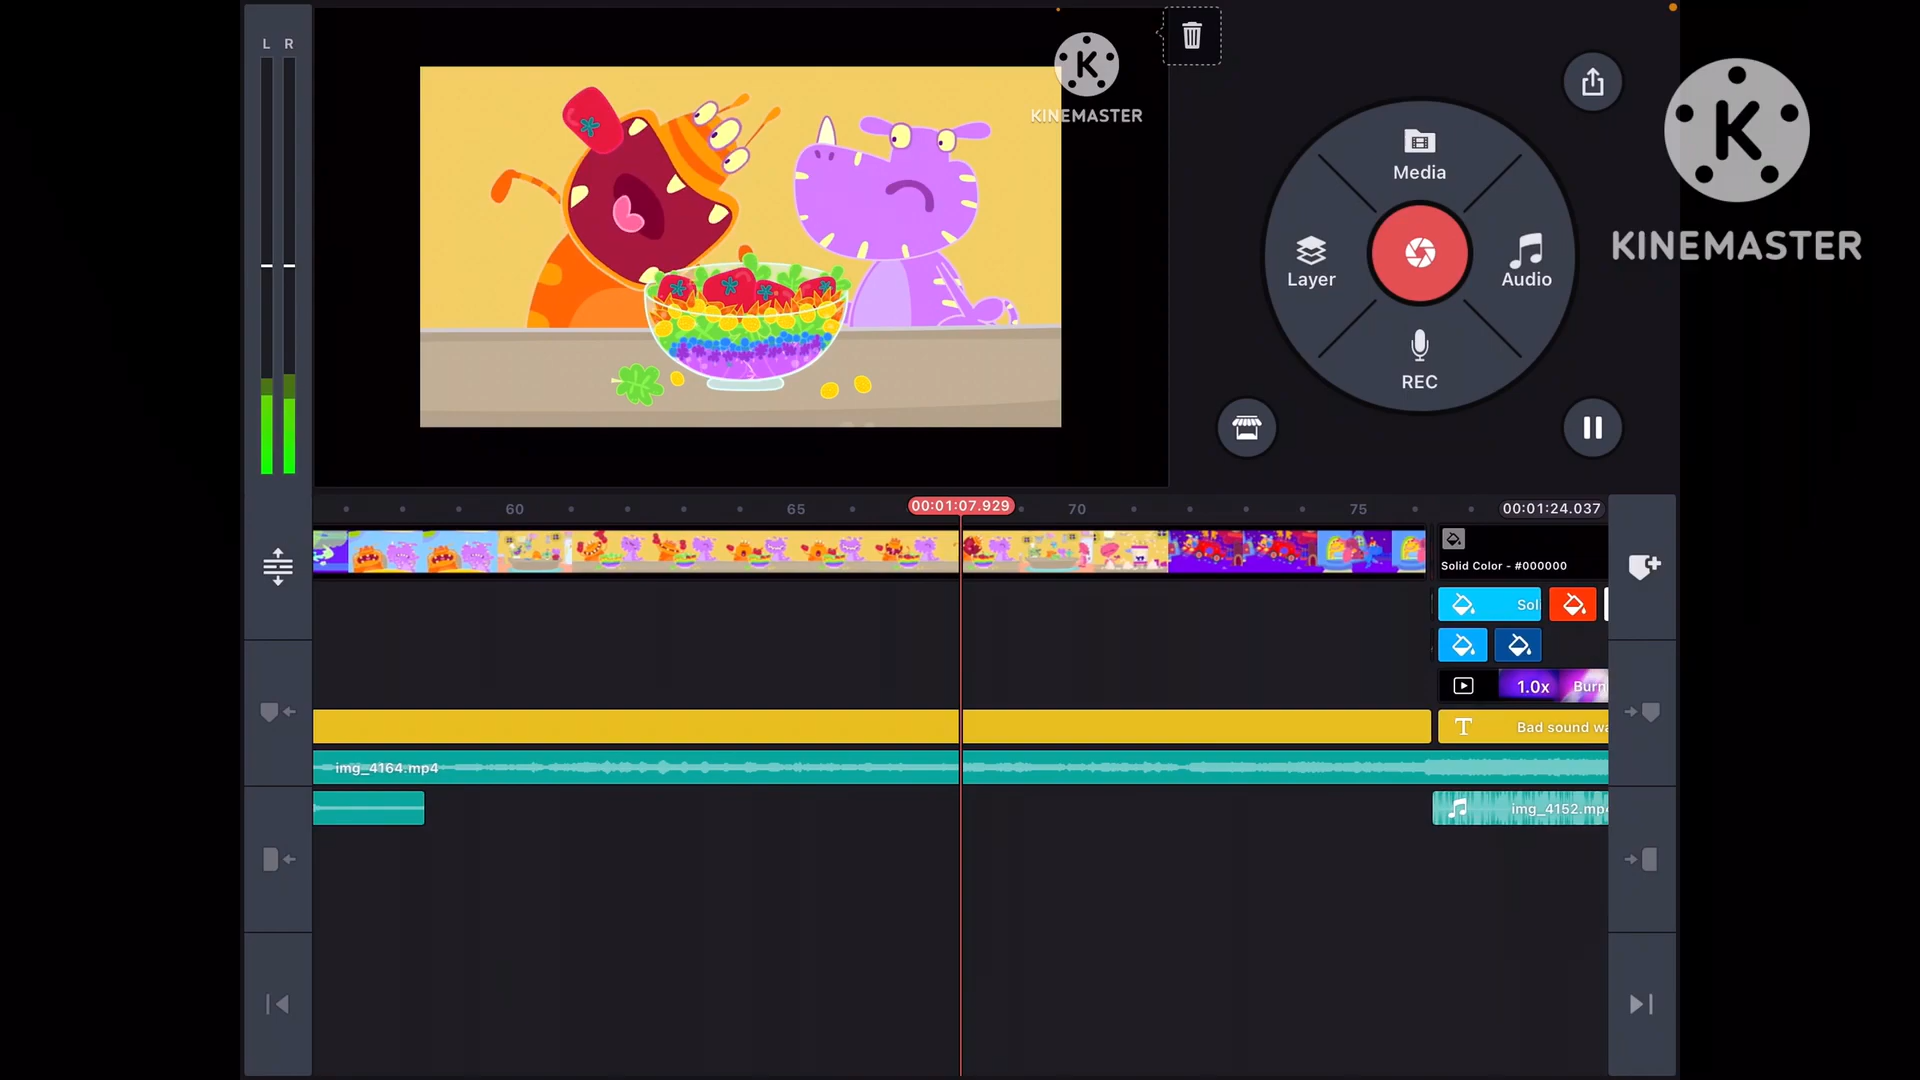 L R
K
KINEMASTER
Media
Layer
Audio
REC
K
KINEMASTER
60
65
00:01:07.929
70
75
00:01:24.037
Solid Color - #000000
Sol
1.0x
Burn
T
Bad sound wa
img_4164.mp4
img_4152.mp